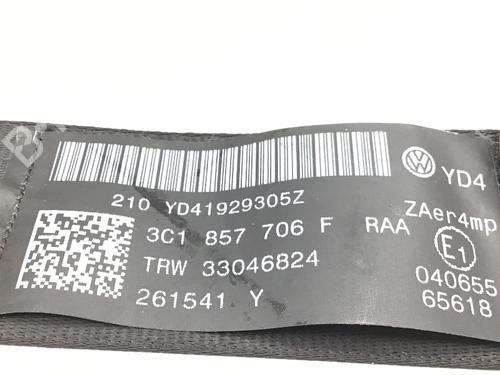 210 YD41929305Z
3C1 857 706 F RAA
TRW 33046824
261541 Y
YD4
ZAer4mp
E1
040655
65618